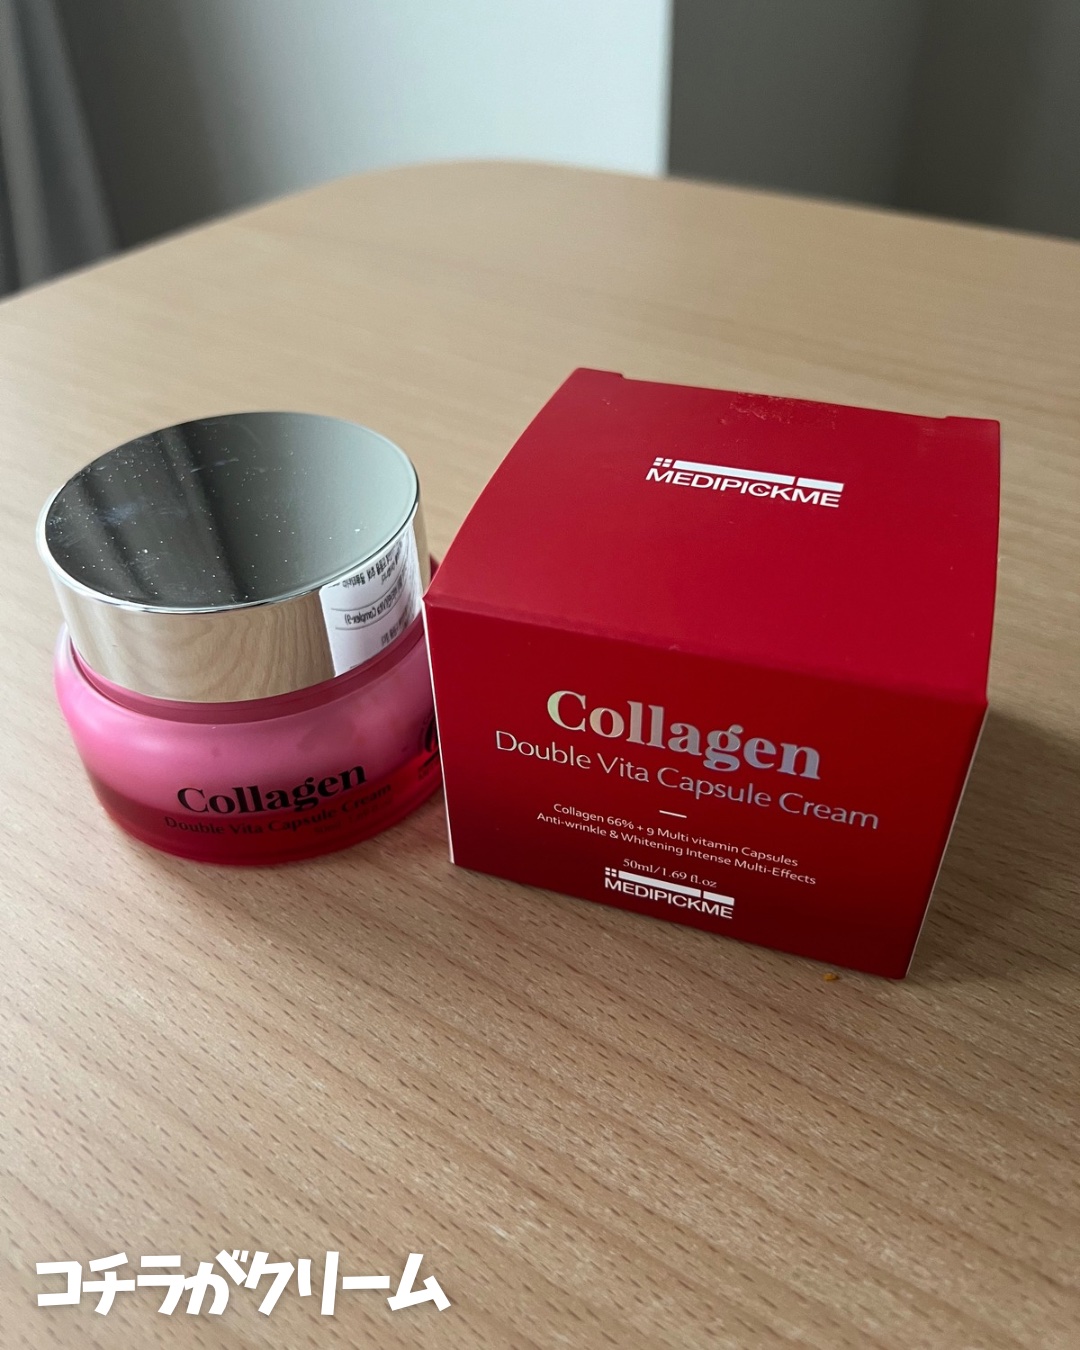 MEDIPICKME
Collagen
Double Vita Capsule Cream
Collagen 66% + 9 Multi vitamin Capsules
Anti-wrinkle & Whitening Intense Multi-Effects
50ml/1.69 fl.oz
MEDIPICKME
Collagen
Double Vita Capsule Cream
コチラがクリーム